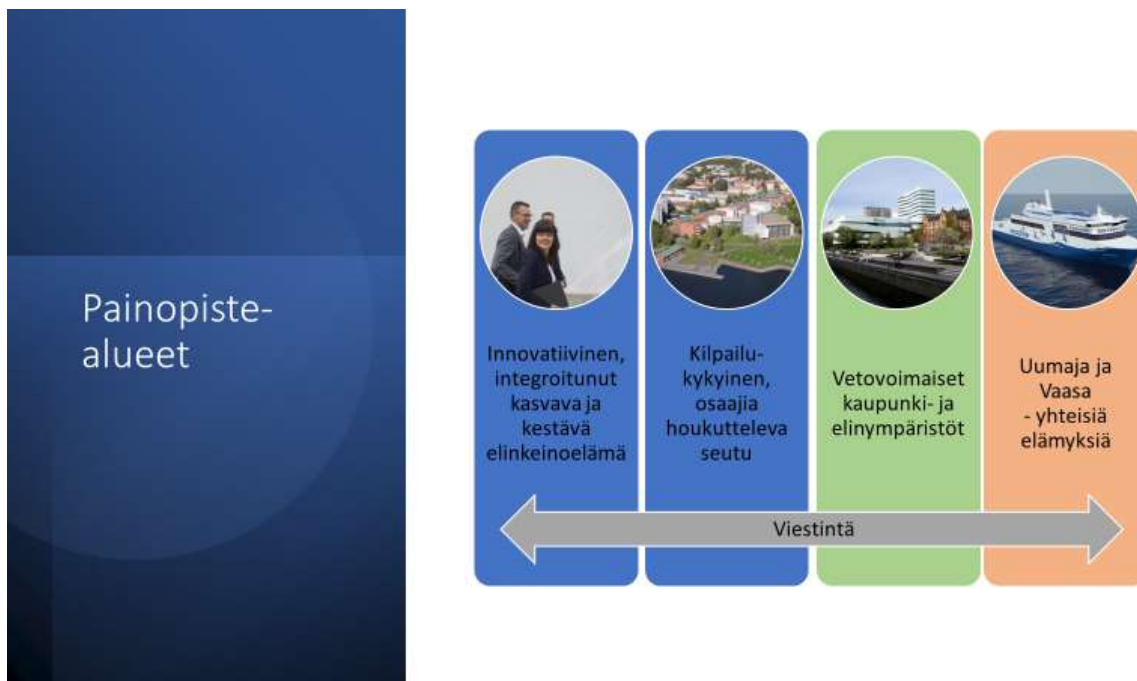 Painopiste-
alueet
Innovatiivinen,
integroitunut
kasvava ja
kestävä
elinkeinoelämä
Kilpailu-
kykyinen,
osaajia
houkutteleva
seutu
Vetovoimaiset
kaupunki- ja
elinympäristöt
Uumaja ja
Vaasa
- yhteisiä
elämyksiä
Viestintä